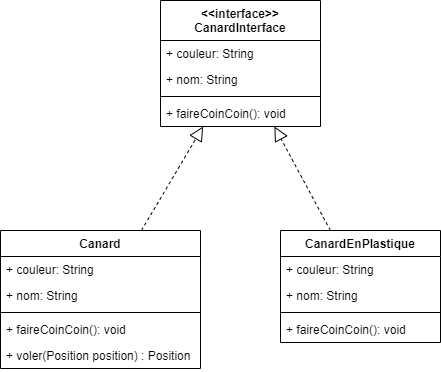 <<interface>>
CanardInterface
+ couleur: String
+ nom: String
+ faireCoinCoin(): void
Canard
+ couleur: String
+ nom: String
+ faireCoinCoin(): void
+ voler(Position position) : Position
CanardEnPlastique
+ couleur: String
+ nom: String
+ faireCoinCoin(): void